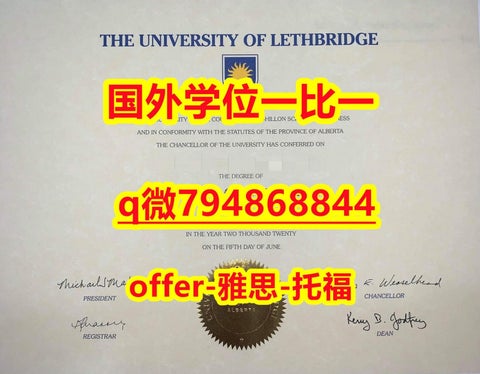 THE UNIVERSITY OF LETHBRIDGE
国外学位一比一
AND IN CONFORMITY WITH THE STATUTES OF THE PROVINCE OF ALBERTA
THE CHANCELLOR OF THE UNIVERSITY HAS CONFERRED ON
THE DEGREE OF
q微794868844
IN THE YEAR TWO THOUSAND TWENTY
ON THE FIFTH DAY OF JUNE
offer-雅思-托福
PRESIDENT
CHANCELLOR
ALBERTA
Kerry B. Godfrey
REGISTRAR
DEAN